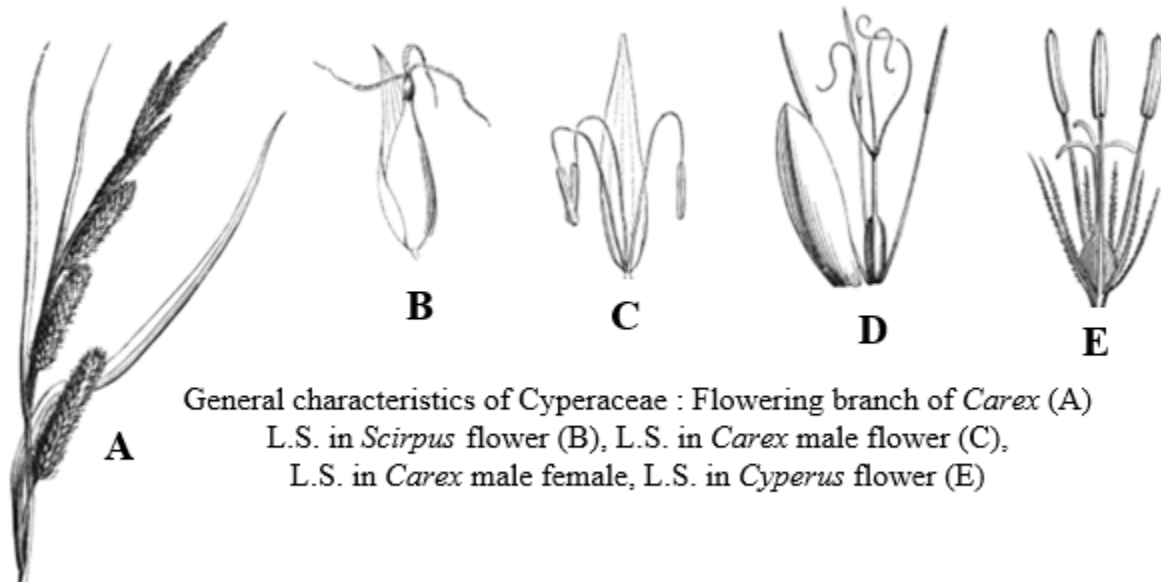 B
C
D
E
A
General characteristics of Cyperaceae : Flowering branch of Carex (A)
L.S. in Scirpus flower (B), L.S. in Carex male flower (C),
L.S. in Carex male female, L.S. in Cyperus flower (E)